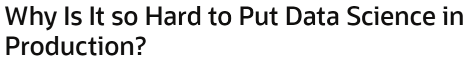 Why Is It so Hard to Put Data Science in
Production?